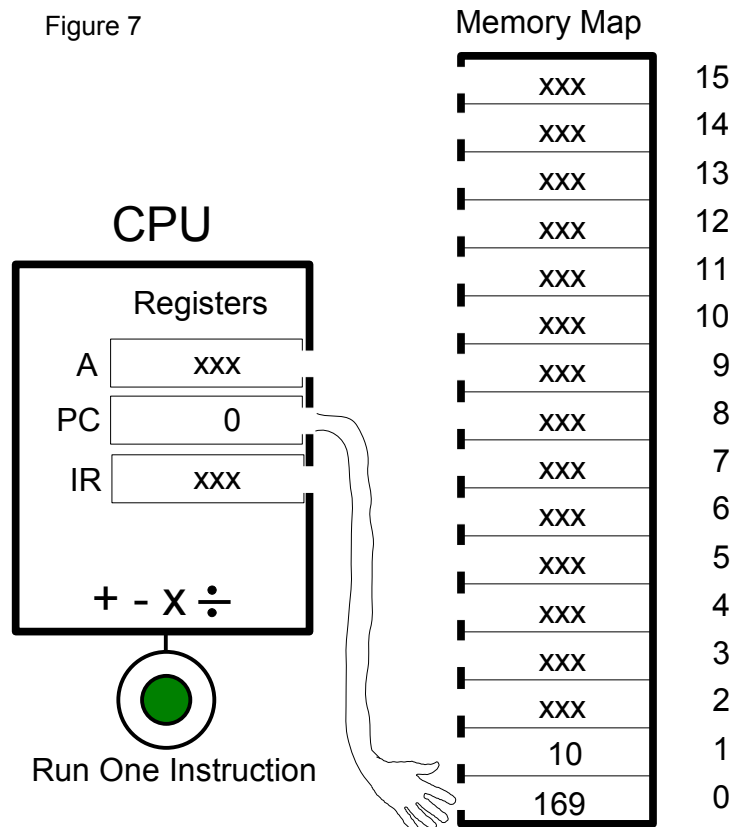 Figure 7
Memory Map
CPU
Registers
A xxx
PC 0
IR xxx
+ - x ÷
Run One Instruction
xxx 15
xxx 14
xxx 13
xxx 12
xxx 11
xxx 10
xxx 9
xxx 8
xxx 7
xxx 6
xxx 5
xxx 4
xxx 3
xxx 2
10 1
169 0